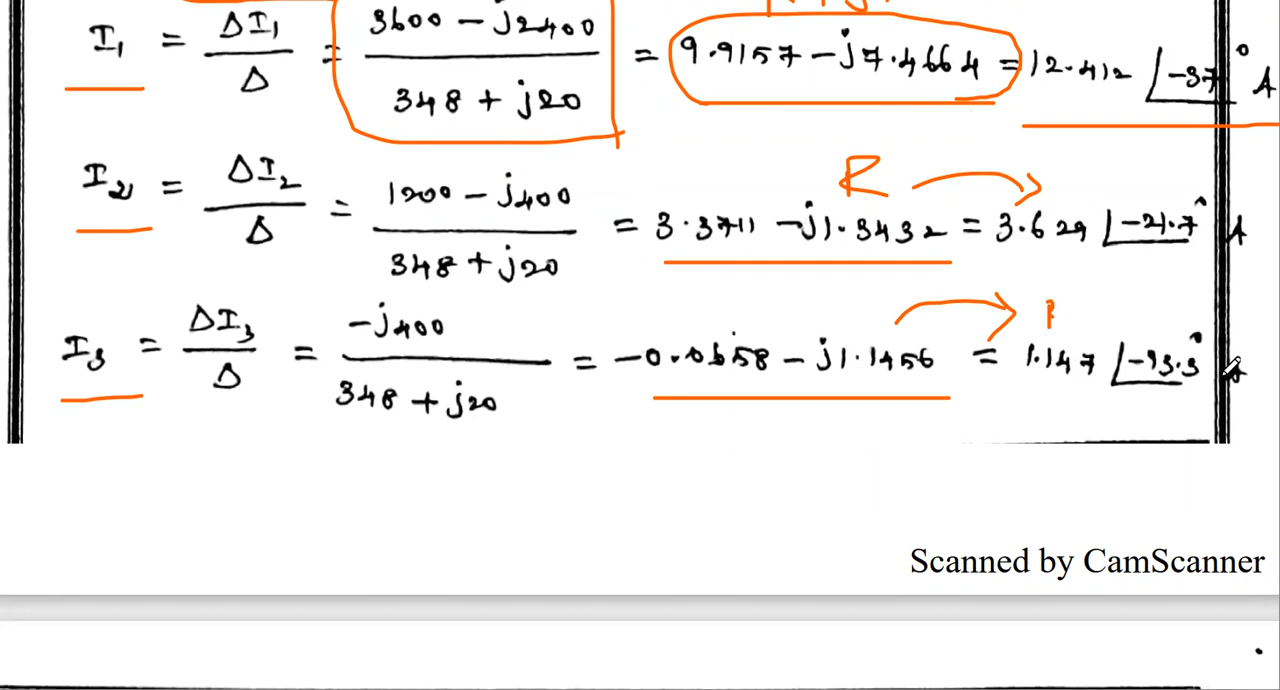 I₁ = ΔI₁/Δ = (3600 - j2400)/(348 + j20) = 9.9157 - j7.4664 = 12.412 ∠-37° A
R
I₂ = ΔI₂/Δ = (1200 - j400)/(348 + j20) = 3.3711 - j1.3432 = 3.629 ∠-21.7° A
I₃ = ΔI₃/Δ = -j400/(348 + j20) = -0.0658 - j1.1456 = 1.147 ∠-93.3°
Scanned by CamScanner